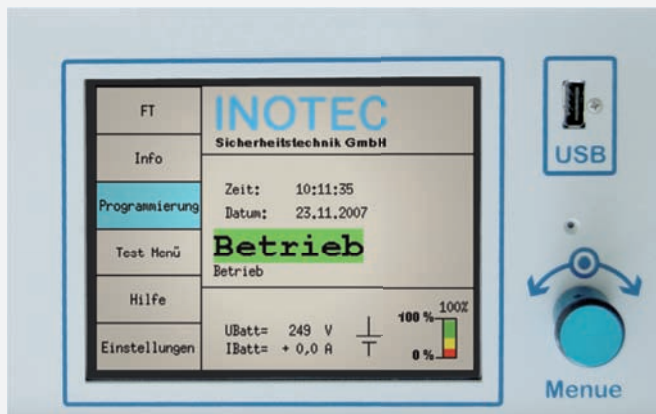 FT
Info
Programmierung
Test Menü
Hilfe
Einstellungen
INOTEC
Sicherheitstechnik GmbH
Zeit: 10:11:35
Datum: 23.11.2007
Betrieb
Betrieb
UBatt= 249 V
IBatt= + 0,0 A
100%
100 %
0 %
USB
Menue